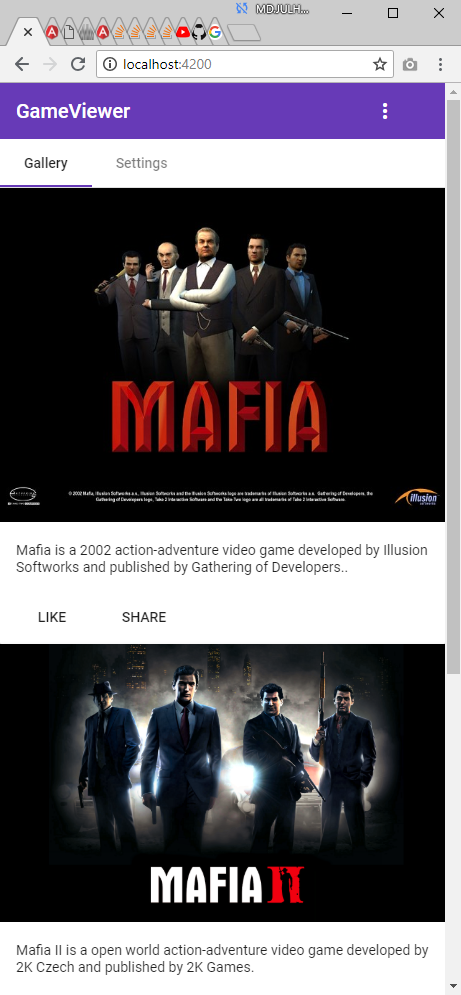 MDJULH...
localhost:4200
GameViewer
Gallery
Settings
MAFIA
© 2002 Mafia, Illusion Softworks a.s., Illusion Softworks and the Illusion Softworks logo are trademarks of Illusion Softworks a.s. Gathering of Developers, the
Gathering of Developers logo, Take 2 Interactive Software and the Take Two logo are all trademarks of Take 2 Interactive Software.
illusion
Mafia is a 2002 action-adventure video game developed by Illusion
Softworks and published by Gathering of Developers..
LIKE
SHARE
MAFIA II
Mafia II is a open world action-adventure video game developed by
2K Czech and published by 2K Games.